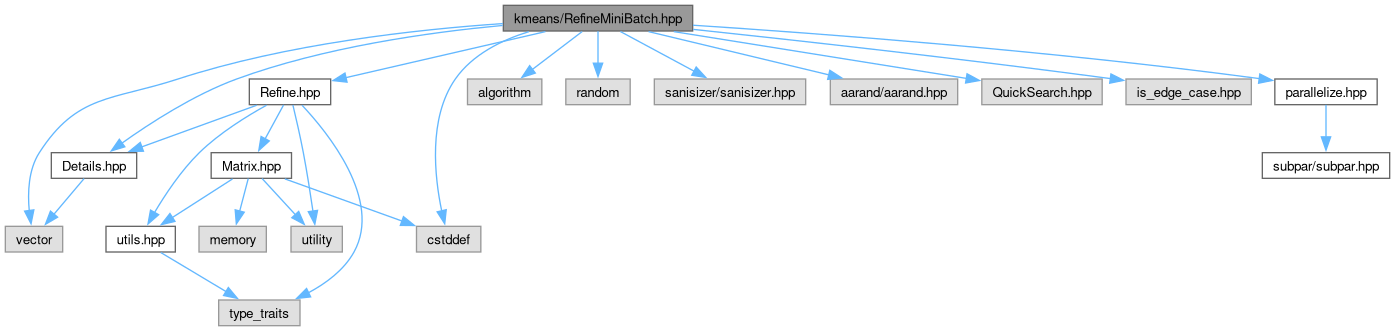 kmeans/RefineMiniBatch.hpp
Refine.hpp
algorithm
random
sanisizer/sanisizer.hpp
aarand/aarand.hpp
QuickSearch.hpp
is_edge_case.hpp
parallelize.hpp
Details.hpp
Matrix.hpp
subpar/subpar.hpp
vector
utils.hpp
memory
utility
cstddef
type_traits